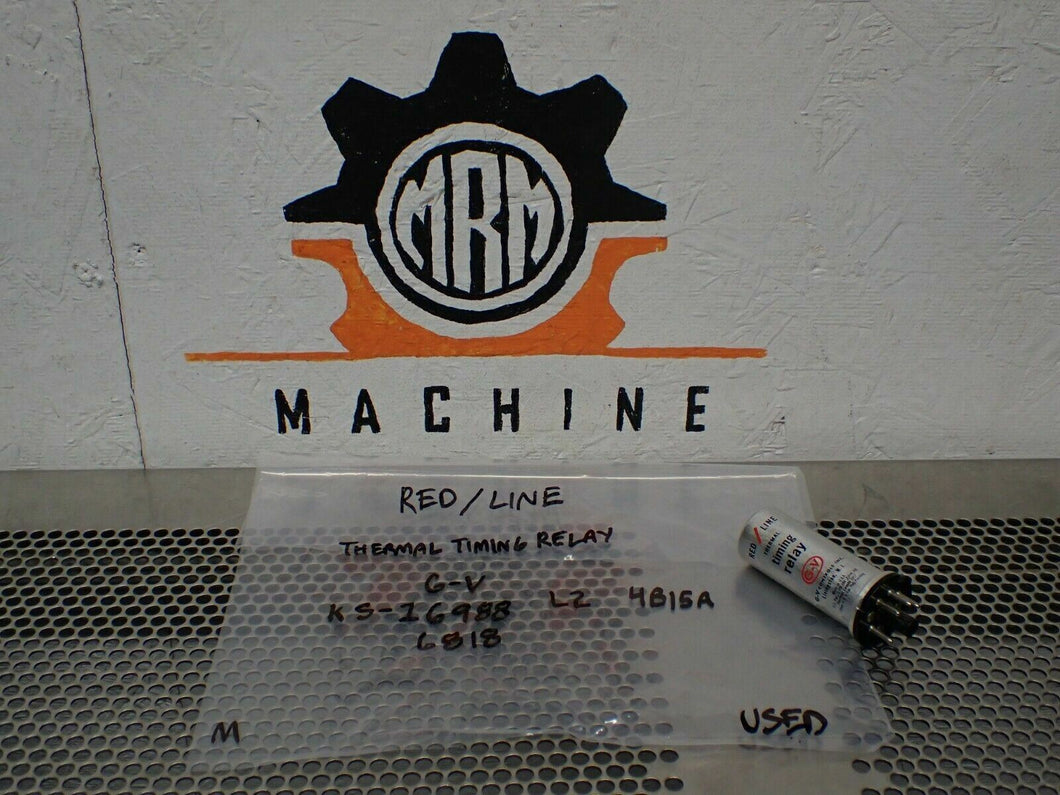 MRM
MACHINE
RED/LINE
THERMAL TIMING RELAY
G-V
KS-16988 L2 4B15A
6818
M
USED
RED/LINE
THERMAL
timing
relay
G-V